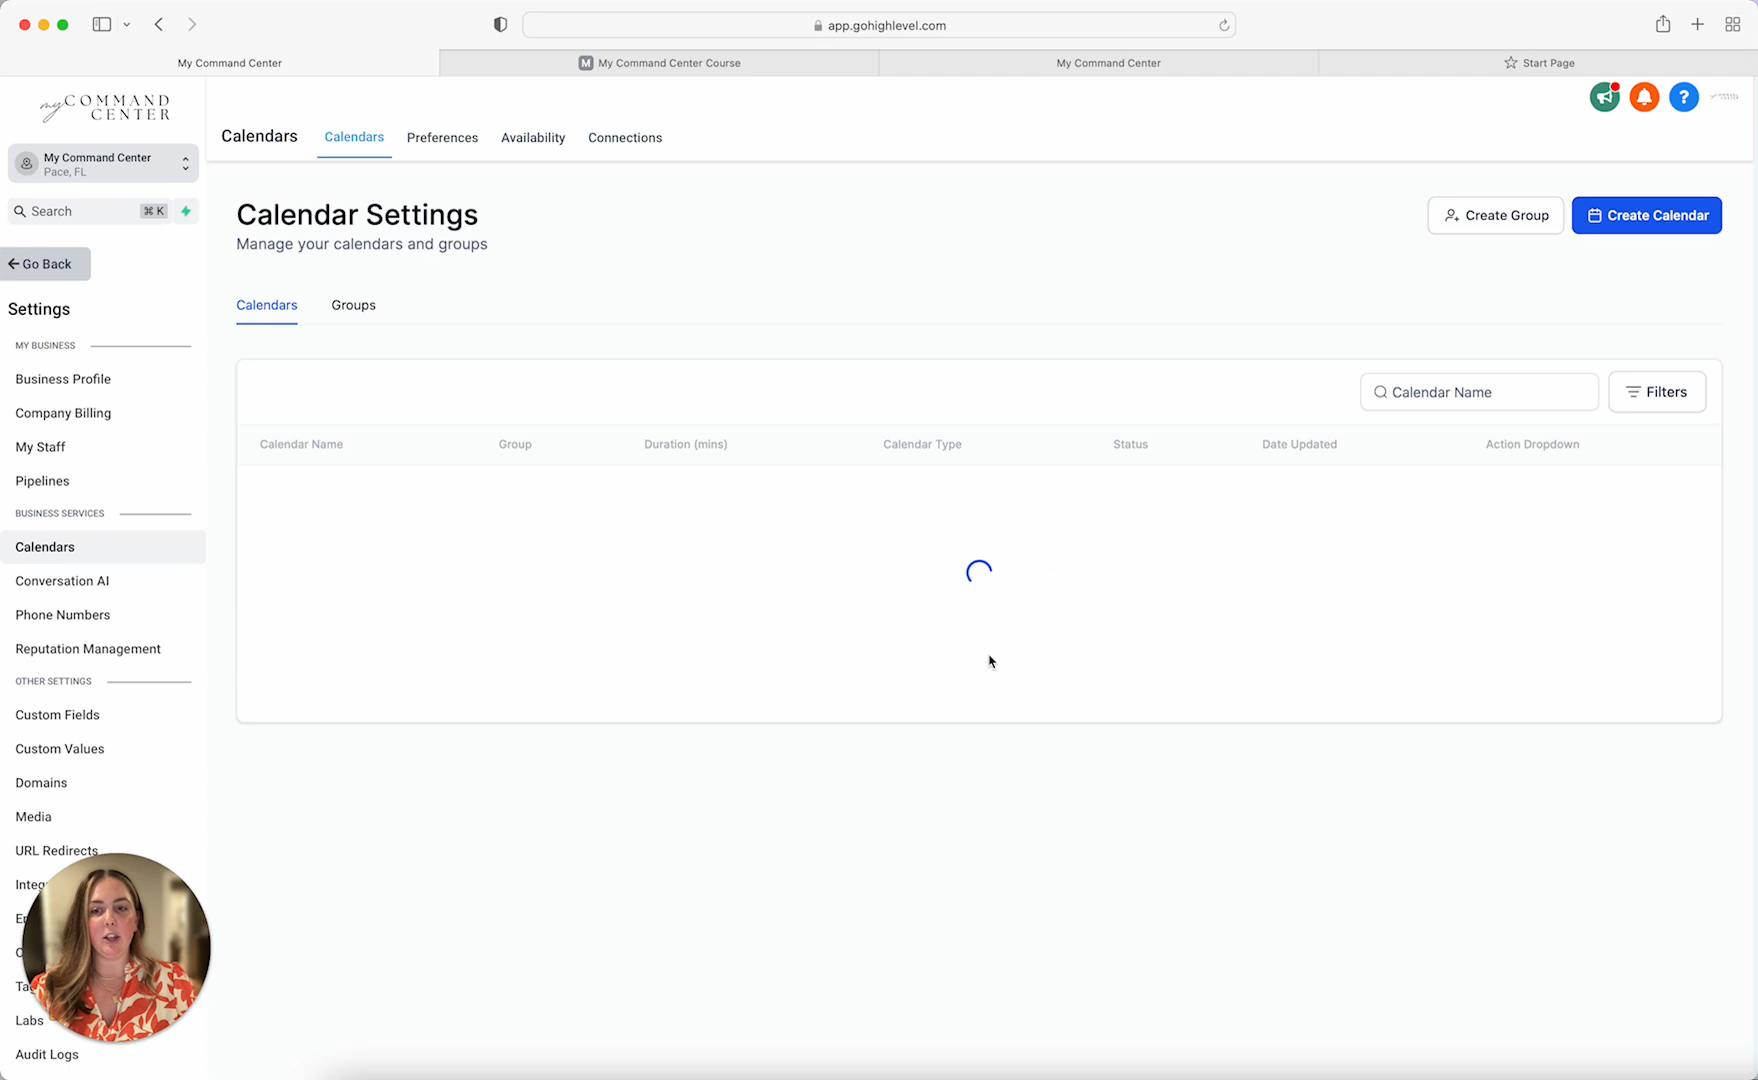 app.gohighlevel.com
My Command Center
M My Command Center Course
My Command Center
Start Page
my COMMAND
CENTER
My Command Center
Pace, FL
Search
⌘ K
Go Back
Settings
MY BUSINESS
Business Profile
Company Billing
My Staff
Pipelines
BUSINESS SERVICES
Calendars
Conversation AI
Phone Numbers
Reputation Management
OTHER SETTINGS
Custom Fields
Custom Values
Domains
Media
URL Redirects
Labs
Audit Logs
Calendars
Calendars
Preferences
Availability
Connections
?
Calendar Settings
Manage your calendars and groups
Create Group
Create Calendar
Calendars
Groups
Calendar Name
Filters
Calendar Name
Group
Duration (mins)
Calendar Type
Status
Date Updated
Action Dropdown